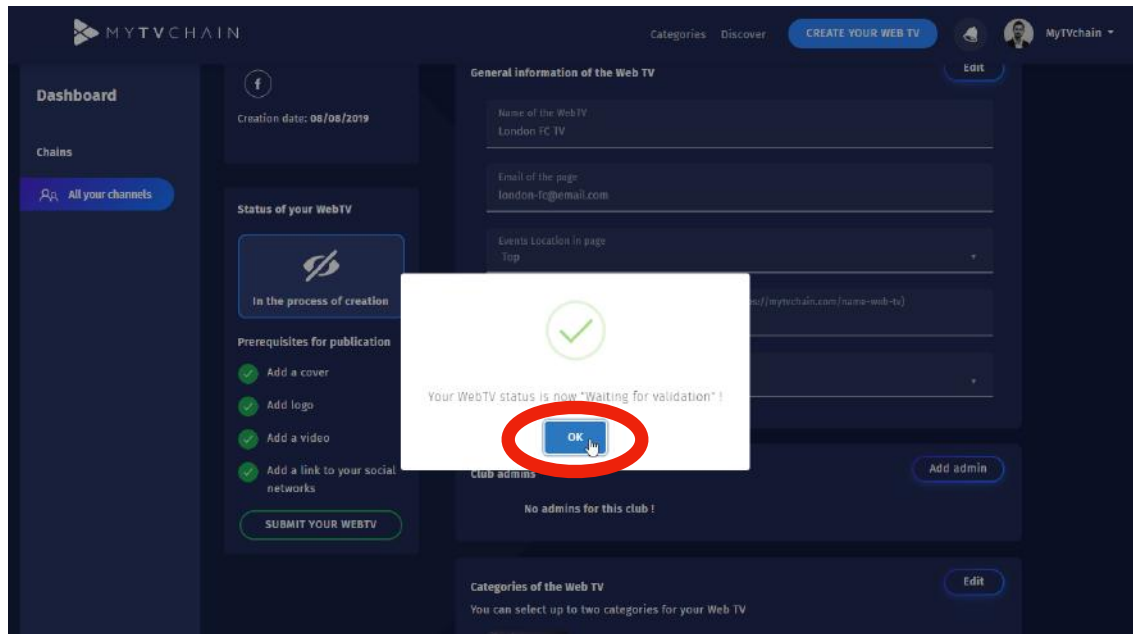 MYTVCHAIN
Categories Discover CREATE YOUR WEB TV MyTVchain
Dashboard
Chains
All your channels
f
Creation date: 08/08/2019
Status of your WebTV
In the process of creation
Prerequisites for publication
Add a cover
Add logo
Add a video
Add a link to your social
networks
SUBMIT YOUR WEBTV
General information of the Web TV
Edit
Name of the WebTV
London FC TV
Email of the page
london-fc@email.com
Events Location in page
Top
//mytvchain.com/name-web-tv)
Your WebTV status is now "Waiting for validation" !
OK
Club admins
Add admin
No admins for this club !
Categories of the Web TV
Edit
You can select up to two categories for your Web TV